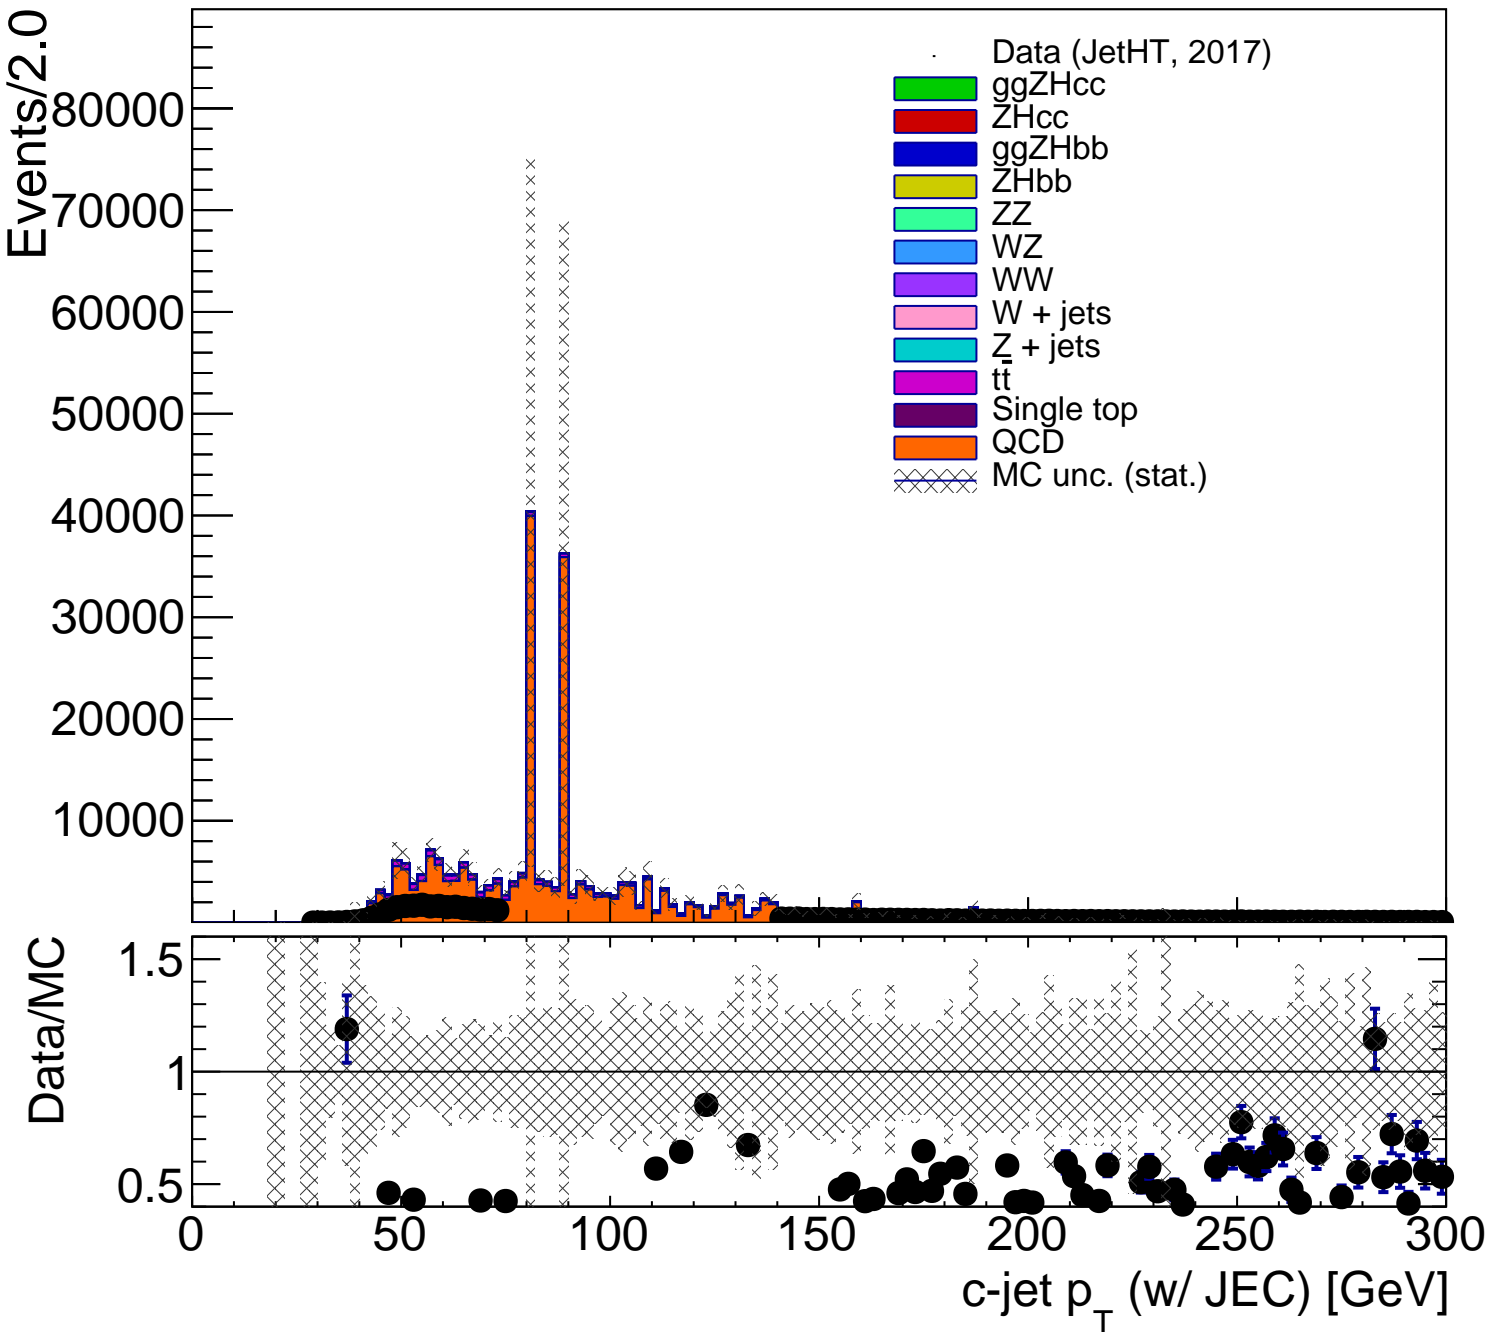 Events/2.0
80000
70000
60000
50000
40000
30000
20000
10000
Data (JetHT, 2017)
ggZHcc
ZHcc
ggZHbb
ZHbb
ZZ
WZ
WW
W + jets
Z + jets
tt̄
Single top
QCD
MC unc. (stat.)
Data/MC
1.5
1
0.5
0 50 100 150 200 250 300
c-jet p_T (w/ JEC) [GeV]